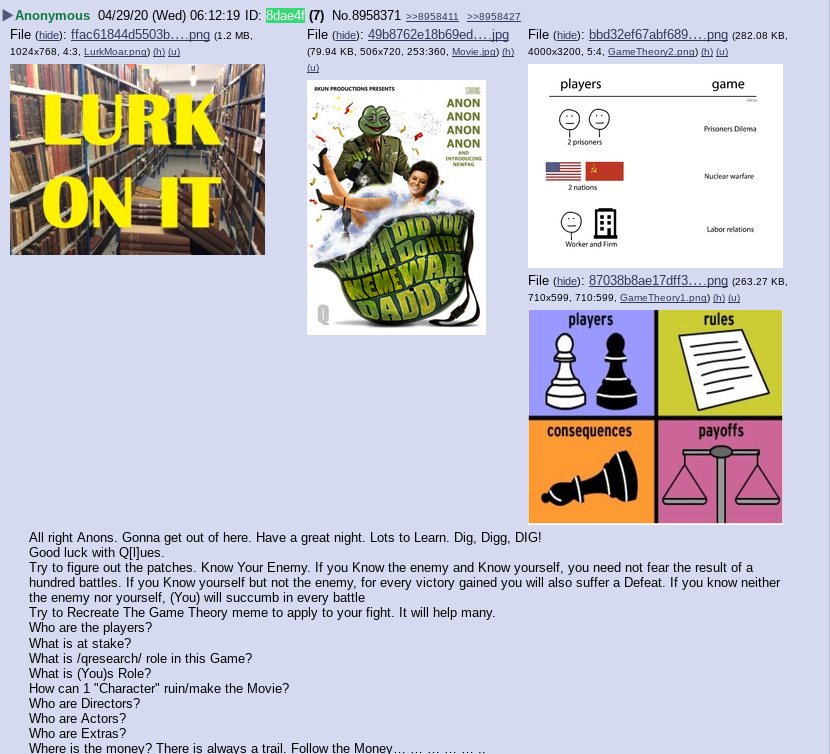 ▶Anonymous 04/29/20 (Wed) 06:12:19 ID: 8dae4f (7) No.8958371 >>8958411 >>8958427
File (hide): ffac61844d5503b….png (1.2 MB, 1024x768, 4:3, LurkMoar.png) (h) (u)
LURK
ON IT
File (hide): 49b8762e18b69ed….jpg (79.94 KB, 506x720, 253:360, Movie.jpg) (h) (u)
8KUN PRODUCTIONS PRESENTS
STARRING
ANON
ANON
ANON
ANON
AND
INTRODUCING
NEWFAG
WHAT DID YOU
DO IN THE
MEME WAR
DADDY?
Q
File (hide): bbd32ef67abf689….png (282.08 KB, 4000x3200, 5:4, GameTheory2.png) (h) (u)
players game
2 prisoners
Prisoners Dilema
2 nations
Nuclear warfare
Worker and Firm
Labor relations
File (hide): 87038b8ae17dff3….png (263.27 KB, 710x599, 710:599, GameTheory1.png) (h) (u)
players rules
consequences payoffs
All right Anons. Gonna get out of here. Have a great night. Lots to Learn. Dig, Digg, DIG!
Good luck with Q[l]ues.
Try to figure out the patches. Know Your Enemy. If you Know the enemy and Know yourself, you need not fear the result of a
hundred battles. If you Know yourself but not the enemy, for every victory gained you will also suffer a Defeat. If you know neither
the enemy nor yourself, (You) will succumb in every battle
Try to Recreate The Game Theory meme to apply to your fight. It will help many.
Who are the players?
What is at stake?
What is /qresearch/ role in this Game?
What is (You)s Role?
How can 1 "Character" ruin/make the Movie?
Who are Directors?
Who are Actors?
Who are Extras?
Where is the money? There is always a trail. Follow the Money… … … … … ..